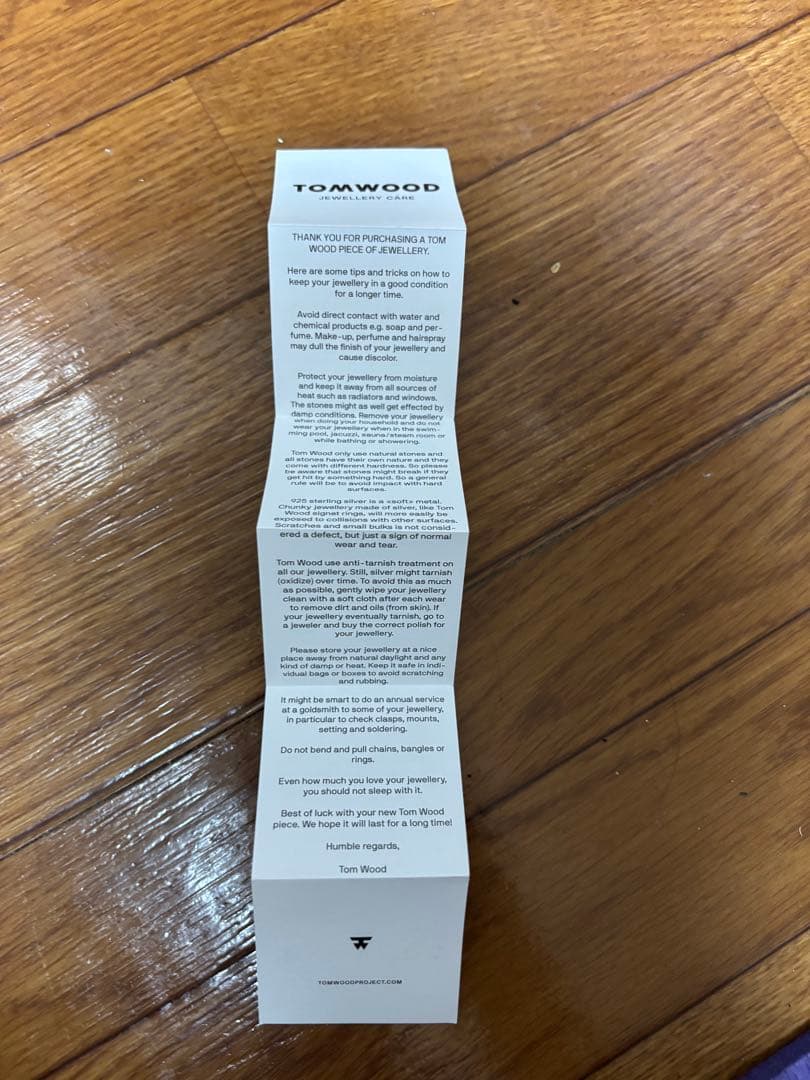 TOMWOOD
JEWELLERY CARE
THANK YOU FOR PURCHASING A TOM
WOOD PIECE OF JEWELLERY.
Here are some tips and tricks on how to
keep your jewellery in a good condition
for a longer time.
Avoid direct contact with water and
chemical products e.g. soap and per-
fume. Make-up, perfume and hairspray
may dull the finish of your jewellery and
cause discolor.
Protect your jewellery from moisture
and keep it away from all sources of
heat such as radiators and windows.
The stones might as well get effected by
damp conditions. Remove your jewellery
when doing your household and do not
wear your jewellery when in the swim-
ming pool, jacuzzi, sauna/steam room or
while bathing or showering.
Tom Wood only use natural stones and
all stones have their own nature and they
come with different hardness. So please
be aware that stones might break if they
get hit by something hard. So a general
rule will be to avoid impact with hard
surfaces.
925 sterling silver is a «soft» metal.
Chunky jewellery made of silver, like Tom
Wood signet rings, will more easily be
exposed to collisions with other surfaces.
Scratches and small bulks is not consid-
ered a defect, but just a sign of normal
wear and tear.
Tom Wood use anti-tarnish treatment on
all our jewellery. Still, silver might tarnish
(oxidize) over time. To avoid this as much
as possible, gently wipe your jewellery
clean with a soft cloth after each wear
to remove dirt and oils (from skin). If
your jewellery eventually tarnish, go to
a jeweler and buy the correct polish for
your jewellery.
Please store your jewellery at a nice
place away from natural daylight and any
kind of damp or heat. Keep it safe in indi-
vidual bags or boxes to avoid scratching
and rubbing.
It might be smart to do an annual service
at a goldsmith to some of your jewellery,
in particular to check clasps, mounts,
setting and soldering.
Do not bend and pull chains, bangles or
rings.
Even how much you love your jewellery,
you should not sleep with it.
Best of luck with your new Tom Wood
piece. We hope it will last for a long time!
Humble regards,
Tom Wood
TOMWOODPROJECT.COM